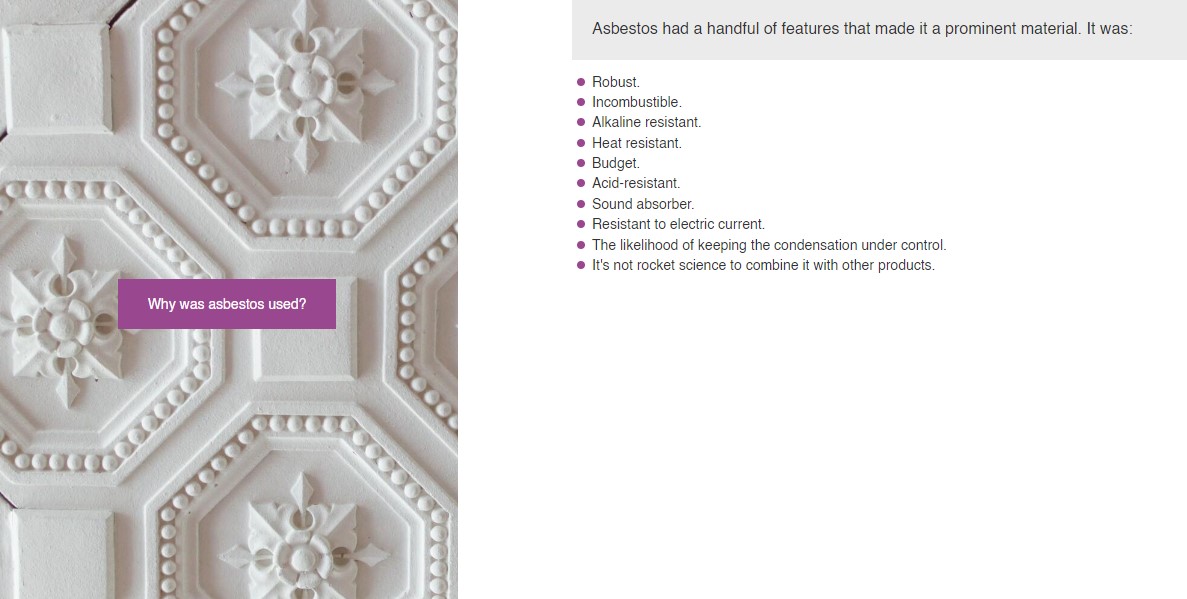 Why was asbestos used?
Asbestos had a handful of features that made it a prominent material. It was:
Robust.
Incombustible.
Alkaline resistant.
Heat resistant.
Budget.
Acid-resistant.
Sound absorber.
Resistant to electric current.
The likelihood of keeping the condensation under control.
It's not rocket science to combine it with other products.